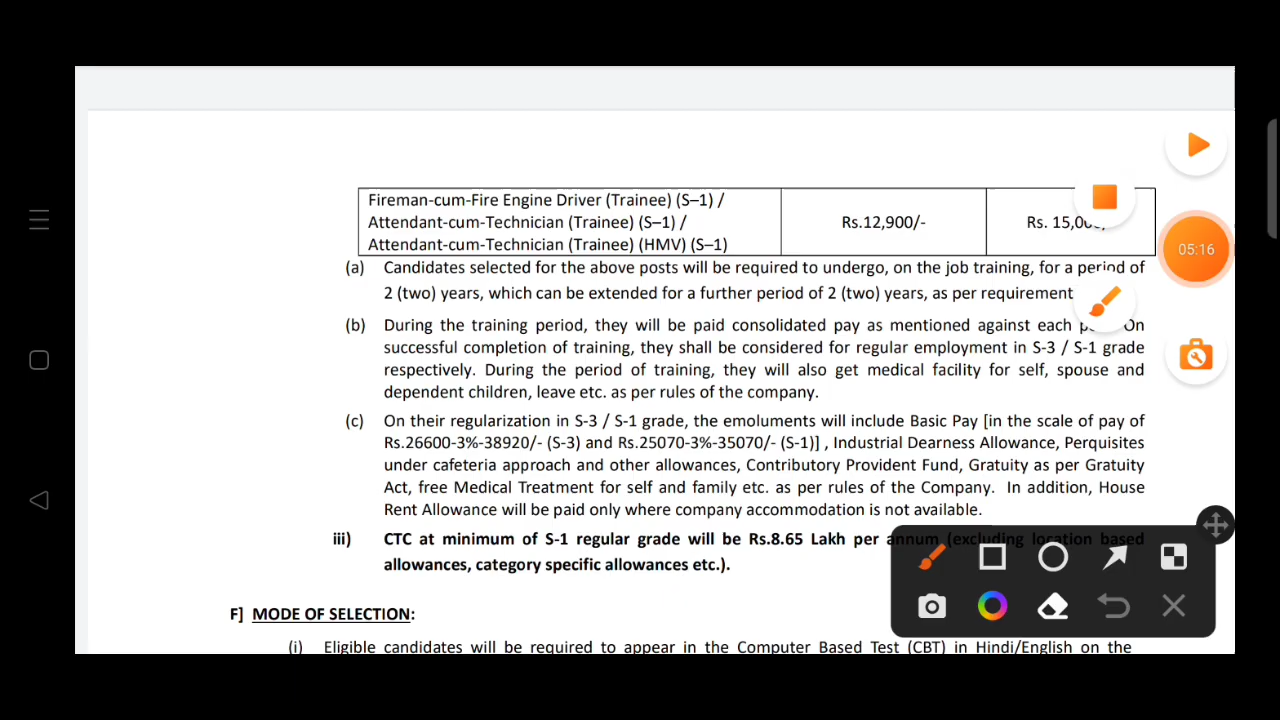 Fireman-cum-Fire Engine Driver (Trainee) (S–1) /
Attendant-cum-Technician (Trainee) (S–1) /
Attendant-cum-Technician (Trainee) (HMV) (S–1)
Rs.12,900/-
Rs. 15,0
05:16
(a) Candidates selected for the above posts will be required to undergo, on the job training, for a period of
2 (two) years, which can be extended for a further period of 2 (two) years, as per requirement
(b) During the training period, they will be paid consolidated pay as mentioned against each On
successful completion of training, they shall be considered for regular employment in S-3 / S-1 grade
respectively. During the period of training, they will also get medical facility for self, spouse and
dependent children, leave etc. as per rules of the company.
(c) On their regularization in S-3 / S-1 grade, the emoluments will include Basic Pay [in the scale of pay of
Rs.26600-3%-38920/- (S-3) and Rs.25070-3%-35070/- (S-1)] , Industrial Dearness Allowance, Perquisites
under cafeteria approach and other allowances, Contributory Provident Fund, Gratuity as per Gratuity
Act, free Medical Treatment for self and family etc. as per rules of the Company. In addition, House
Rent Allowance will be paid only where company accommodation is not available.
iii) CTC at minimum of S-1 regular grade will be Rs.8.65 Lakh per annum (excluding location based
allowances, category specific allowances etc.).
F] MODE OF SELECTION:
(i) Eligible candidates will be required to appear in the Computer Based Test (CBT) in Hindi/English on the